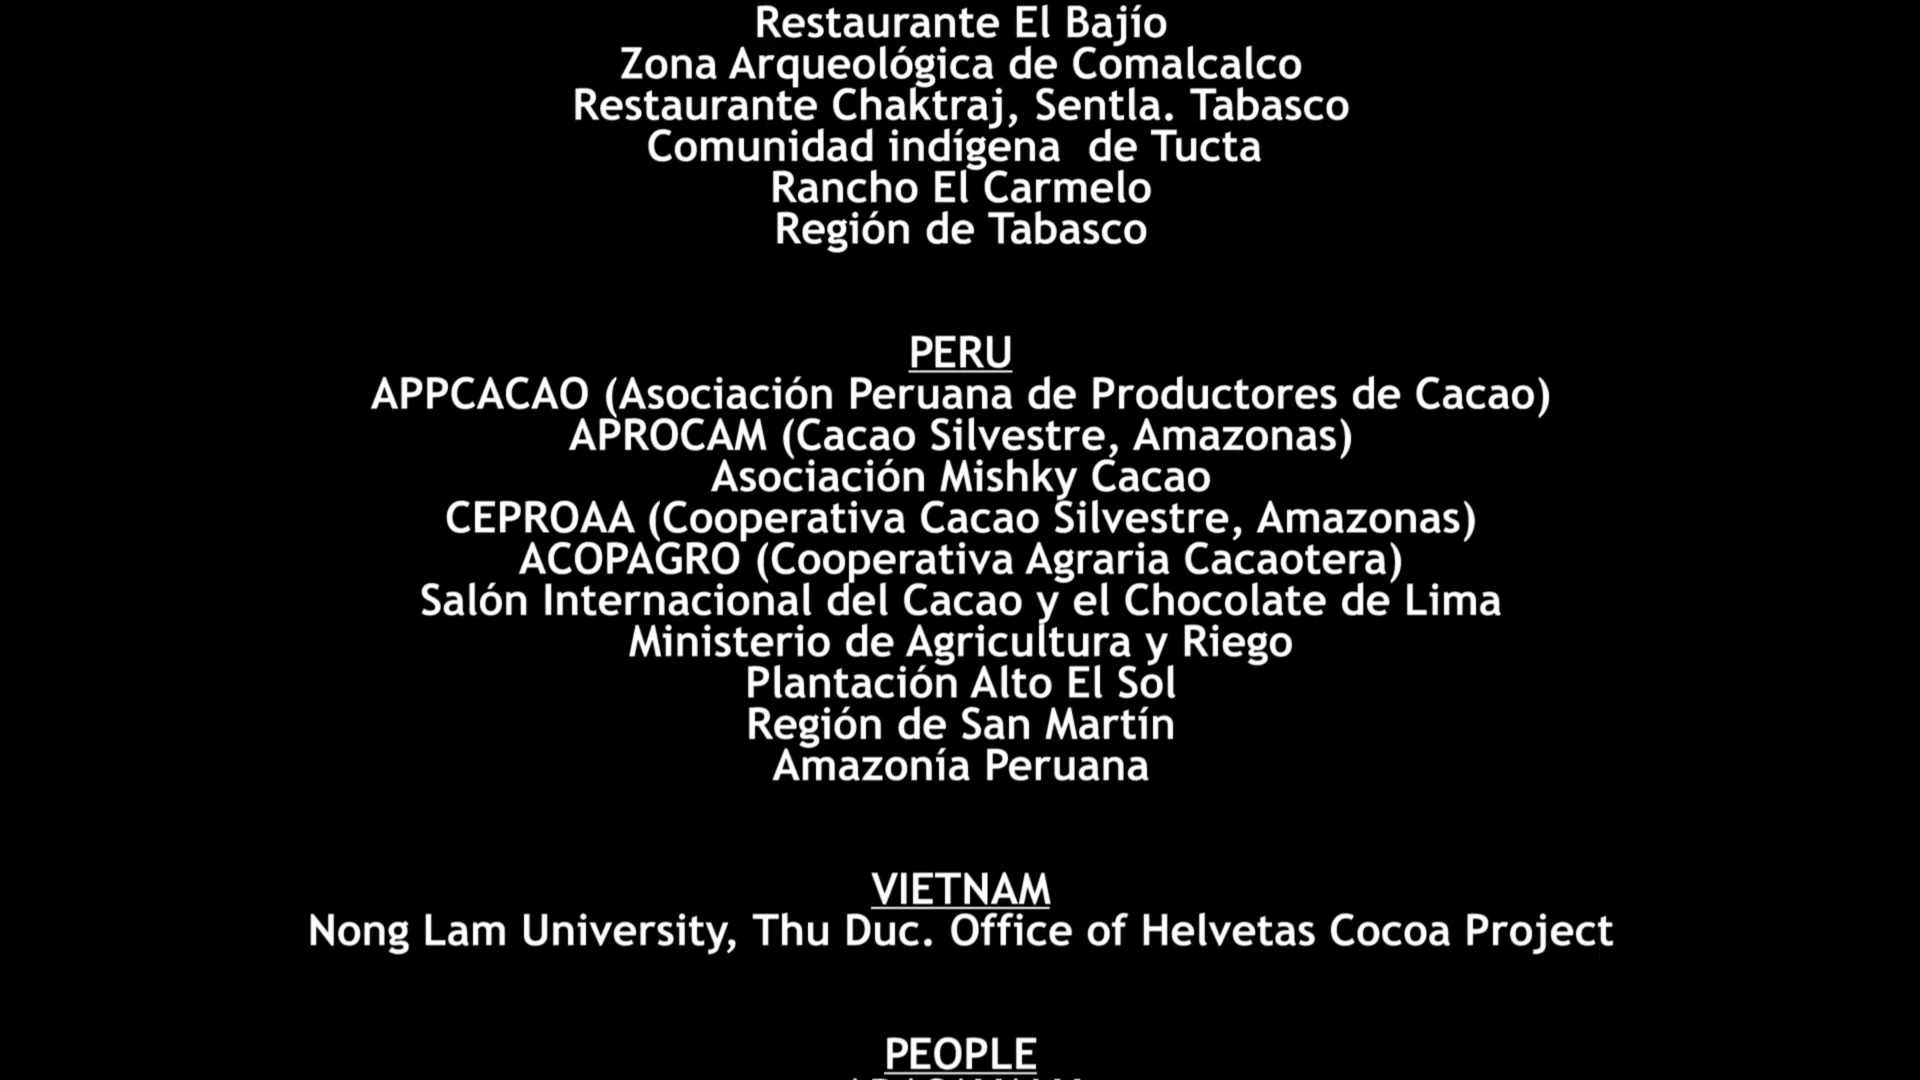 Restaurante El Bajío
Zona Arqueológica de Comalcalco
Restaurante Chaktraj, Sentla. Tabasco
Comunidad indígena  de Tucta
Rancho El Carmelo
Región de Tabasco
PERU
APPCACAO (Asociación Peruana de Productores de Cacao)
APROCAM (Cacao Silvestre, Amazonas)
Asociación Mishky Cacao
CEPROAA (Cooperativa Cacao Silvestre, Amazonas)
ACOPAGRO (Cooperativa Agraria Cacaotera)
Salón Internacional del Cacao y el Chocolate de Lima
Ministerio de Agricultura y Riego
Plantación Alto El Sol
Región de San Martín
Amazonía Peruana
VIETNAM
Nong Lam University, Thu Duc. Office of Helvetas Cocoa Project
PEOPLE